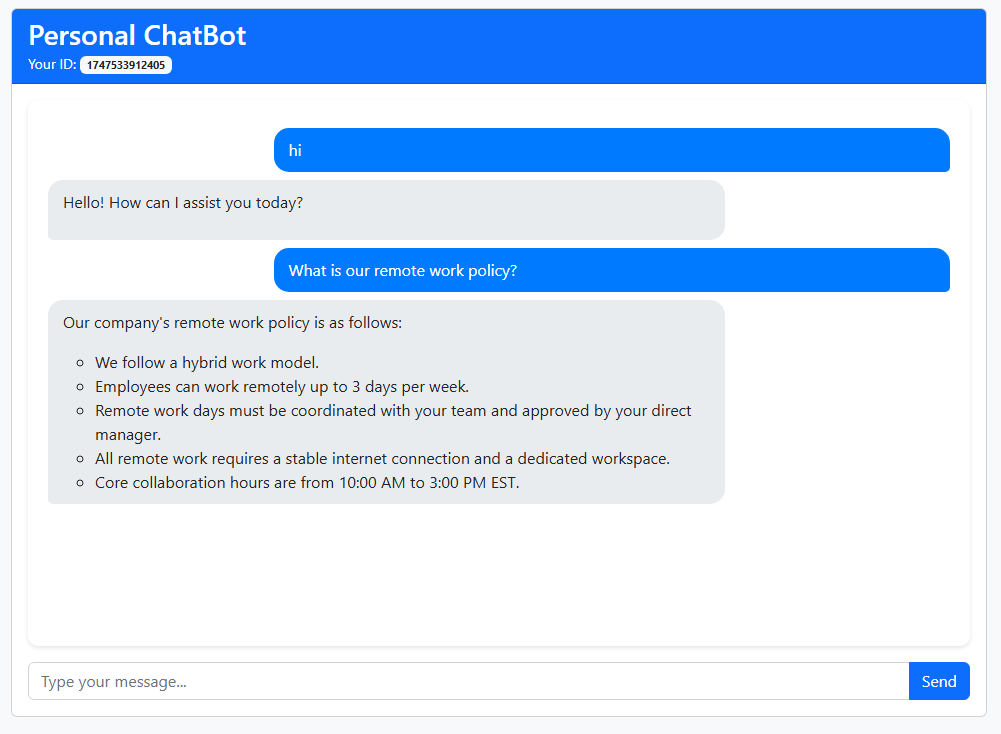 Personal ChatBot
Your ID: 1747533912405
hi
Hello! How can I assist you today?
What is our remote work policy?
Our company's remote work policy is as follows:
We follow a hybrid work model.
Employees can work remotely up to 3 days per week.
Remote work days must be coordinated with your team and approved by your direct
manager.
All remote work requires a stable internet connection and a dedicated workspace.
Core collaboration hours are from 10:00 AM to 3:00 PM EST.
Type your message...
Send